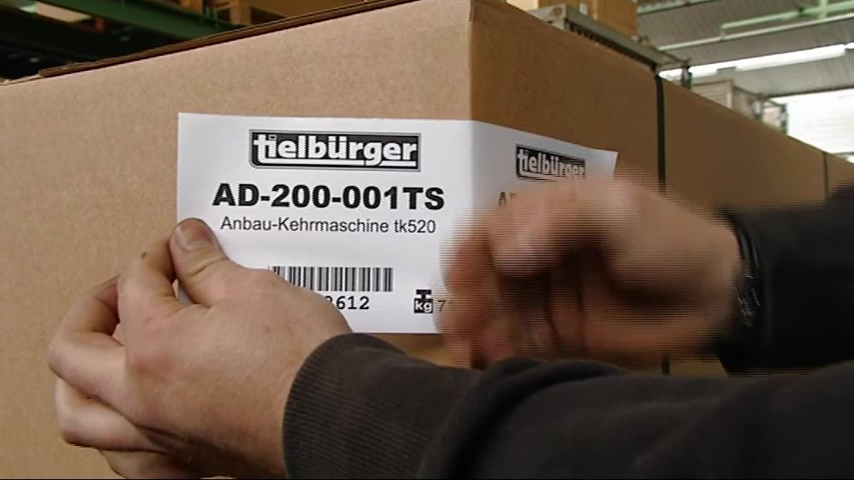 tielbürger
AD-200-001TS
Anbau-Kehrmaschine tk520
612
kg
tielbürger